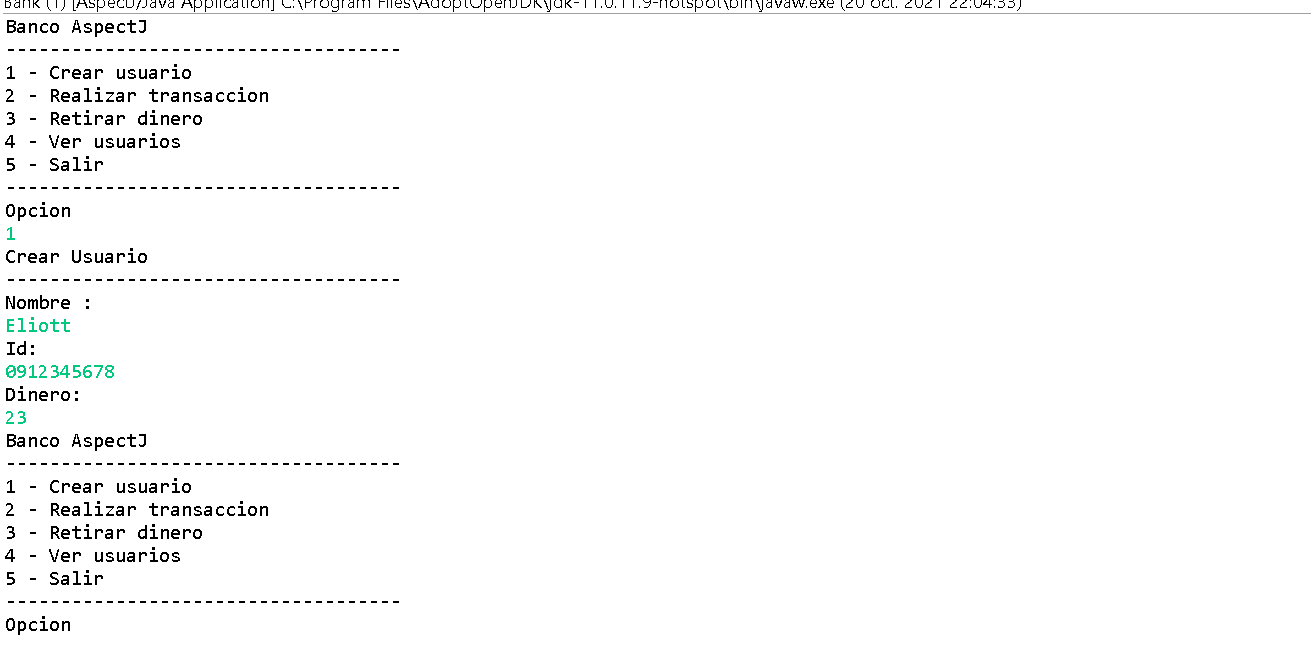 Bank (1) [AspectJ/Java Application] C:\Program Files\AdoptOpenJDK\jdk-11.0.11.9-hotspot\bin\javaw.exe (20 oct. 2021 22:04:33)
Banco AspectJ
------------------------------------
1 - Crear usuario
2 - Realizar transaccion
3 - Retirar dinero
4 - Ver usuarios
5 - Salir
------------------------------------
Opcion
1
Crear Usuario
------------------------------------
Nombre :
Eliott
Id:
0912345678
Dinero:
23
Banco AspectJ
------------------------------------
1 - Crear usuario
2 - Realizar transaccion
3 - Retirar dinero
4 - Ver usuarios
5 - Salir
------------------------------------
Opcion